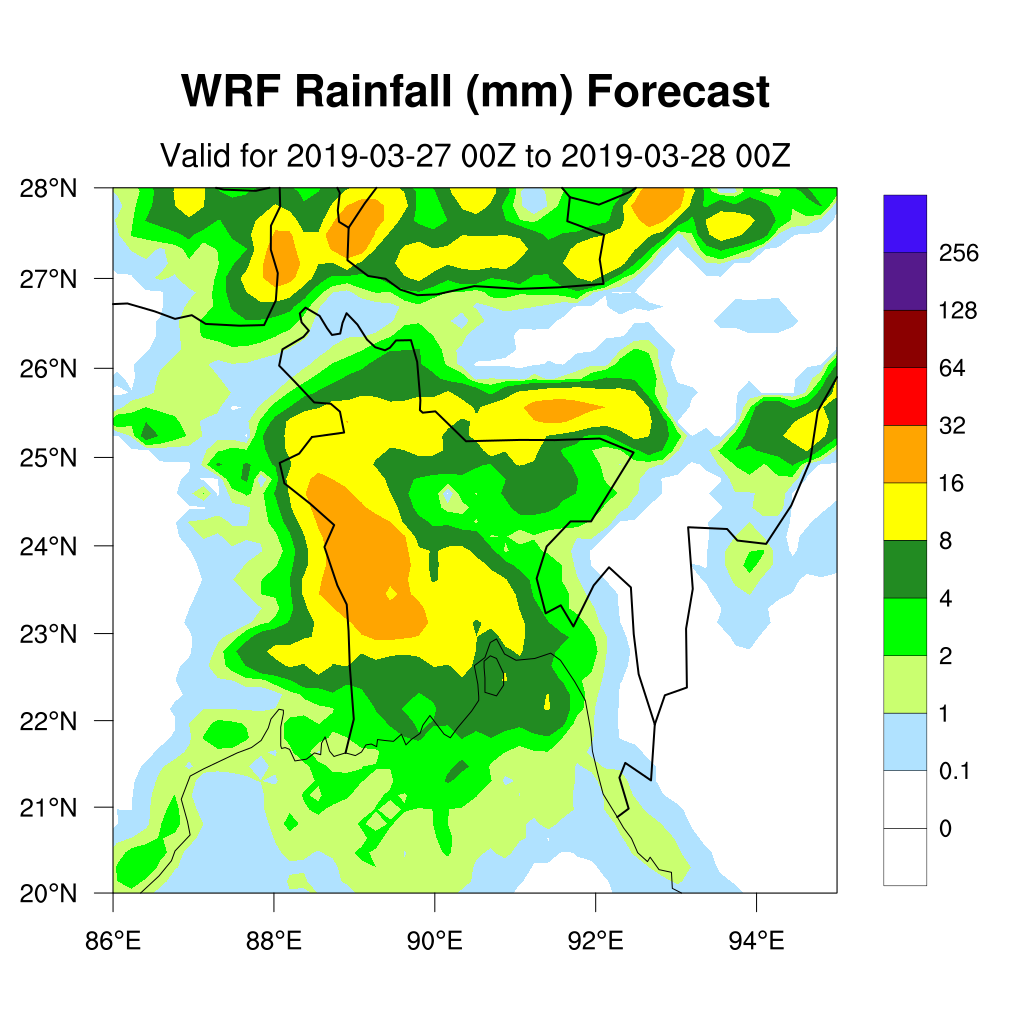 WRF Rainfall (mm) Forecast
Valid for 2019-03-27 00Z to 2019-03-28 00Z
28°N
27°N
26°N
25°N
24°N
23°N
22°N
21°N
20°N
86°E 88°E 90°E 92°E 94°E
256
128
64
32
16
8
4
2
1
0.1
0